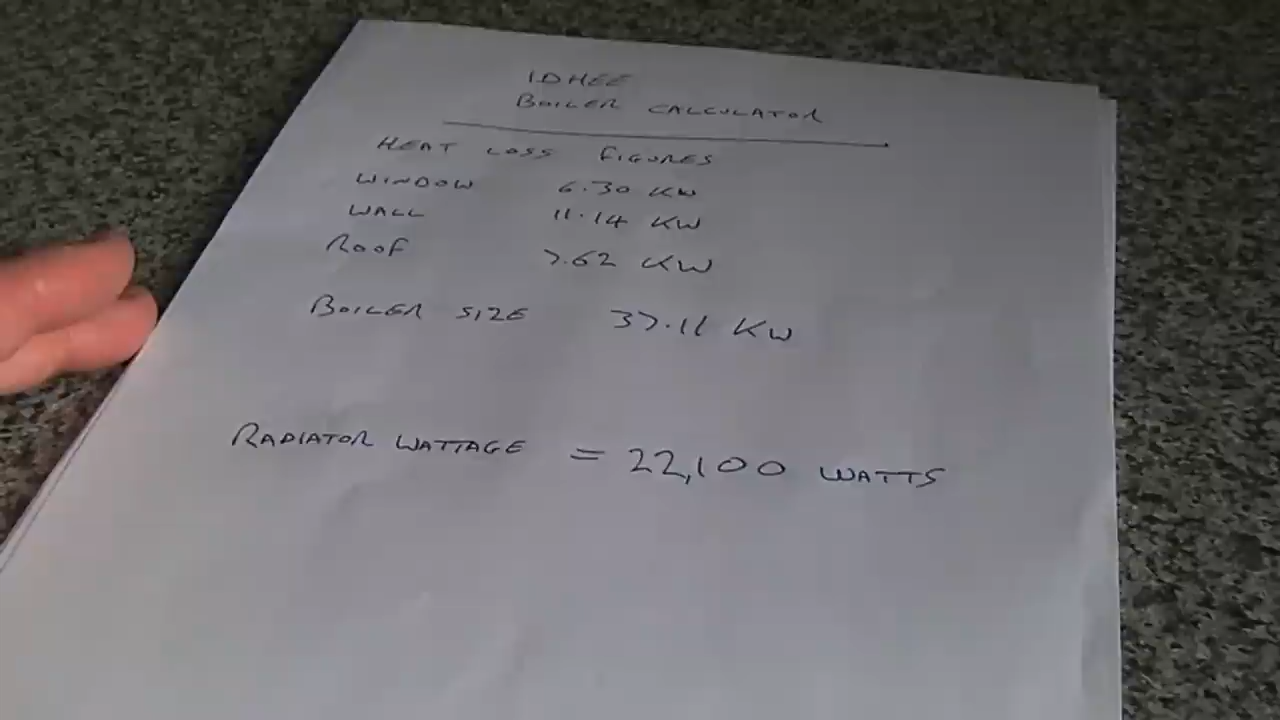 IDHEE
BOILER CALCULATOR
HEAT LOSS FIGURES
WINDOW 6.30 KW
WALL 11.14 KW
ROOF 7.62 KW
BOILER SIZE 37.11 KW
RADIATOR WATTAGE = 22,100 WATTS